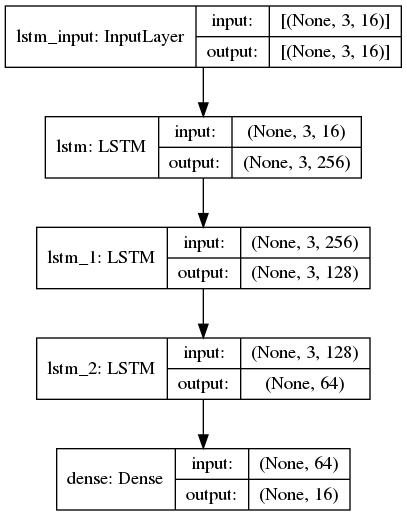 lstm_input: InputLayer
input: [(None, 3, 16)]
output: [(None, 3, 16)]
lstm: LSTM
input: (None, 3, 16)
output: (None, 3, 256)
lstm_1: LSTM
input: (None, 3, 256)
output: (None, 3, 128)
lstm_2: LSTM
input: (None, 3, 128)
output: (None, 64)
dense: Dense
input: (None, 64)
output: (None, 16)